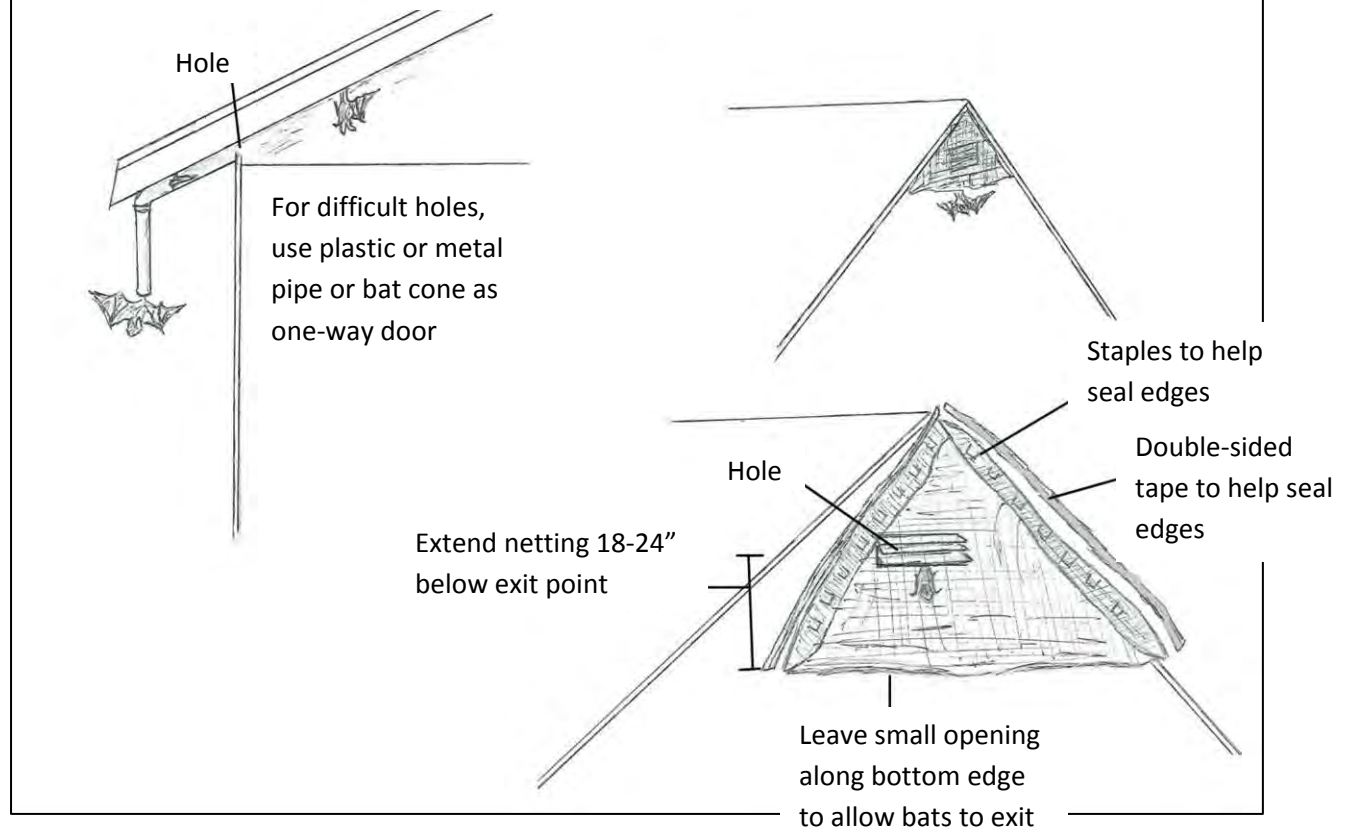 Hole
For difficult holes,
use plastic or metal
pipe or bat cone as
one-way door
Staples to help
seal edges
Double-sided
tape to help seal
edges
Hole
Extend netting 18-24”
below exit point
Leave small opening
along bottom edge
to allow bats to exit